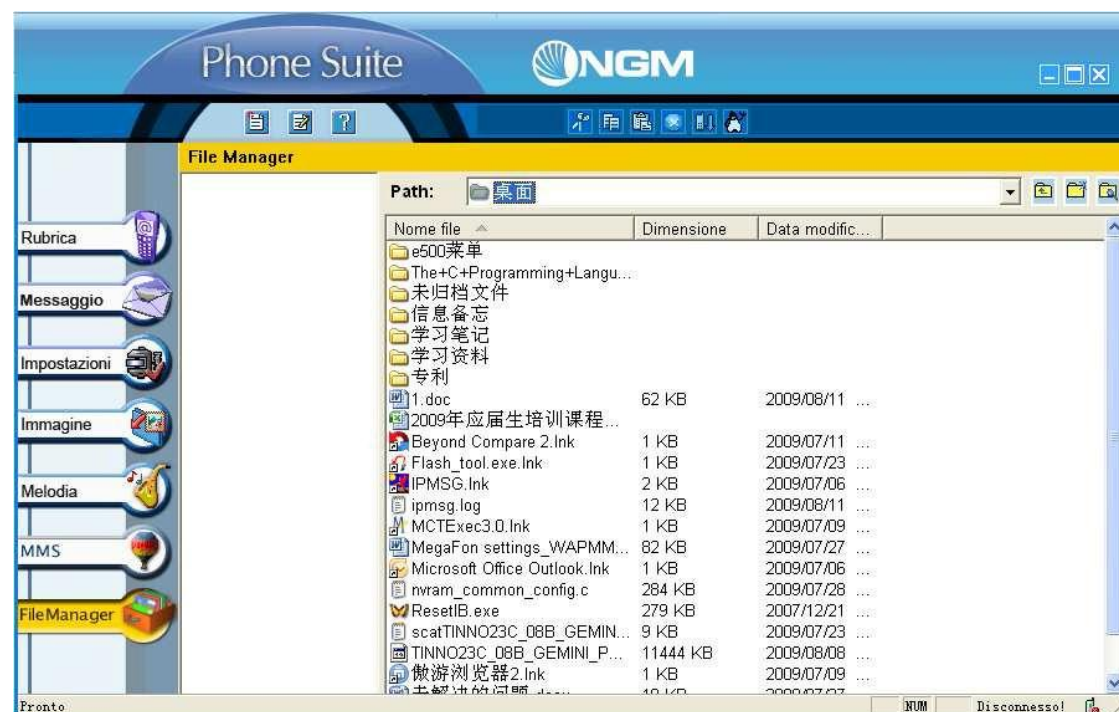 Phone Suite
NGM
File Manager
Path: 桌面
Nome file Dimensione Data modific...
Rubrica
Messaggio
Impostazioni
Immagine
Melodia
MMS
FileManager
e500菜单
The+C+Programming+Langu...
未归档文件
信息备忘
学习笔记
学习资料
专利
1.doc 62 KB 2009/08/11 ...
2009年应届生培训课程...
Beyond Compare 2.lnk 1 KB 2009/07/11 ...
Flash_tool.exe.lnk 1 KB 2009/07/23 ...
IPMSG.lnk 2 KB 2009/07/06 ...
ipmsg.log 12 KB 2009/08/11 ...
MCTExec3.0.lnk 1 KB 2009/07/09 ...
MegaFon settings_WAPMM... 82 KB 2009/07/27 ...
Microsoft Office Outlook.lnk 1 KB 2009/07/06 ...
nvram_common_config.c 284 KB 2009/07/28 ...
ResetIB.exe 279 KB 2007/12/21 ...
scatTINNO23C_08B_GEMIN... 9 KB 2009/07/23 ...
TINNO23C_08B_GEMINI_P... 11444 KB 2009/08/08 ...
傲游浏览器2.lnk 1 KB 2009/07/09 ...
Pronto NUM Disconnesso!